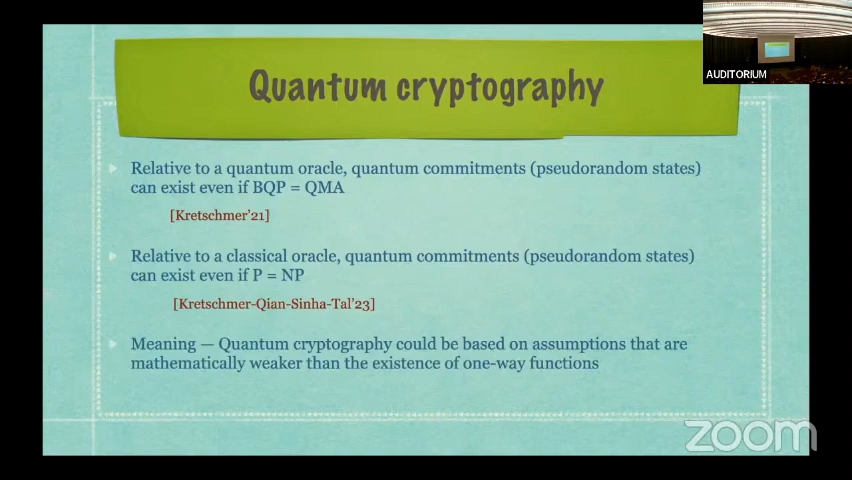 AUDITORIUM
Quantum cryptography
Relative to a quantum oracle, quantum commitments (pseudorandom states)
can exist even if BQP = QMA
[Kretschmer'21]
Relative to a classical oracle, quantum commitments (pseudorandom states)
can exist even if P = NP
[Kretschmer-Qian-Sinha-Tal'23]
Meaning — Quantum cryptography could be based on assumptions that are
mathematically weaker than the existence of one-way functions
zoom